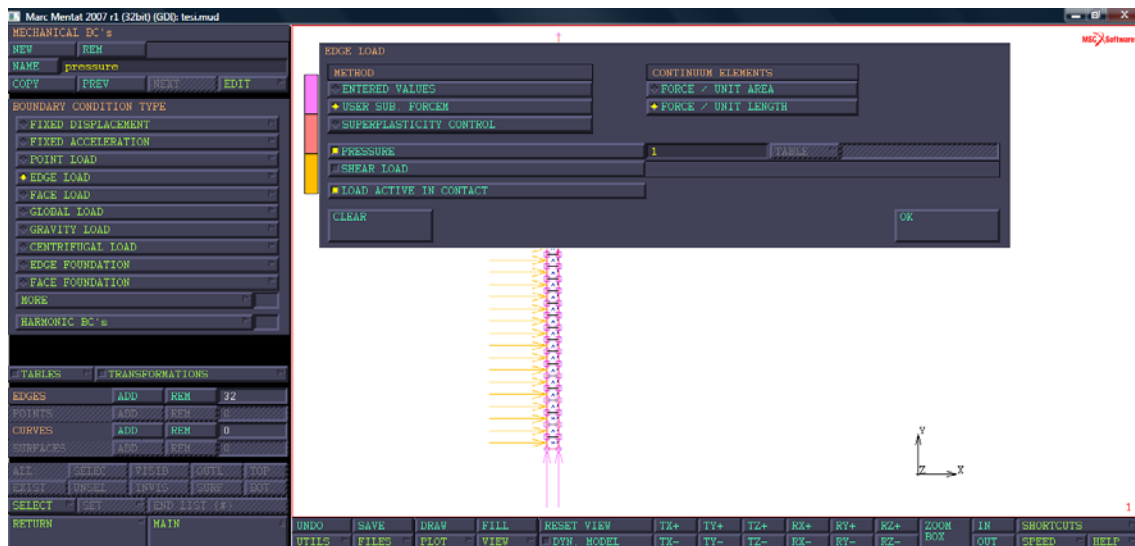 Marc Mentat 2007 r1 (32bit) (GDI): tesi.mud
MECHANICAL BC's
NEW REM
NAME pressure
COPY PREV NEXT EDIT
BOUNDARY CONDITION TYPE
FIXED DISPLACEMENT
FIXED ACCELERATION
POINT LOAD
EDGE LOAD
FACE LOAD
GLOBAL LOAD
GRAVITY LOAD
CENTRIFUGAL LOAD
EDGE FOUNDATION
FACE FOUNDATION
MORE
HARMONIC BC's
TABLES TRANSFORMATIONS
EDGES ADD REM 32
POINTS ADD REM 0
CURVES ADD REM 0
SURFACES ADD REM 0
ALL SELEC VISIB OUTL TOP
EXIST UNSEL INVIS SURF BOT
SELECT SET END LIST (#)
RETURN MAIN
MSC Software
EDGE LOAD
METHOD CONTINUUM ELEMENTS
ENTERED VALUES FORCE / UNIT AREA
USER SUB. FORCEM FORCE / UNIT LENGTH
SUPERPLASTICITY CONTROL
PRESSURE 1 TABLE
SHEAR LOAD
LOAD ACTIVE IN CONTACT
CLEAR OK
Y
Z X
1
UNDO SAVE DRAW FILL RESET VIEW TX+ TY+ TZ+ RX+ RY+ RZ+ ZOOM BOX IN SHORTCUTS
UTILS FILES PLOT VIEW DYN. MODEL TX- TY- TZ- RX- RY- RZ- OUT SPEED HELP